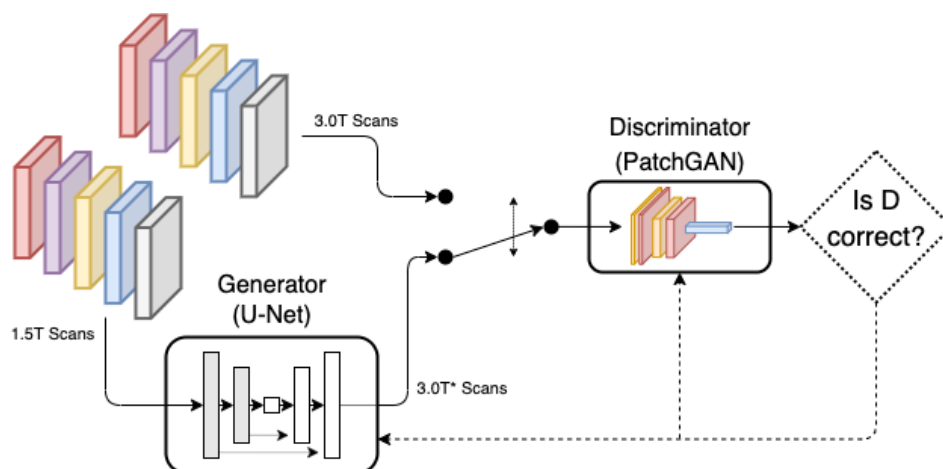 3.0T Scans
Discriminator
(PatchGAN)
Is D
correct?
Generator
(U-Net)
1.5T Scans
3.0T* Scans